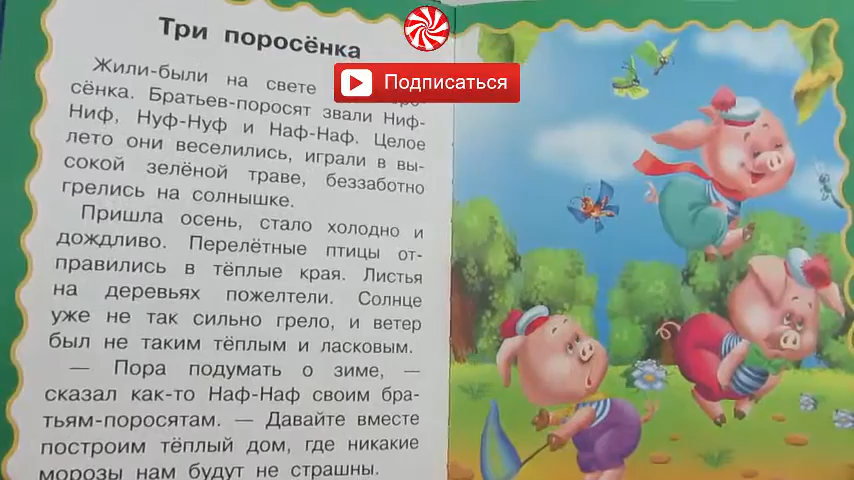 Три поросёнка
Подписаться
Жили-были на свете
сёнка. Братьев-поросят звали Ниф-
Ниф, Нуф-Нуф и Наф-Наф. Целое
лето они веселились, играли в вы-
сокой зелёной траве, беззаботно
грелись на солнышке.
Пришла осень, стало холодно и
дождливо. Перелётные птицы от-
правились в тёплые края. Листья
на деревьях пожелтели. Солнце
уже не так сильно грело, и ветер
был не таким тёплым и ласковым.
— Пора подумать о зиме, —
сказал как-то Наф-Наф своим бра-
тьям-поросятам. — Давайте вместе
построим тёплый дом, где никакие
морозы нам будут не страшны.